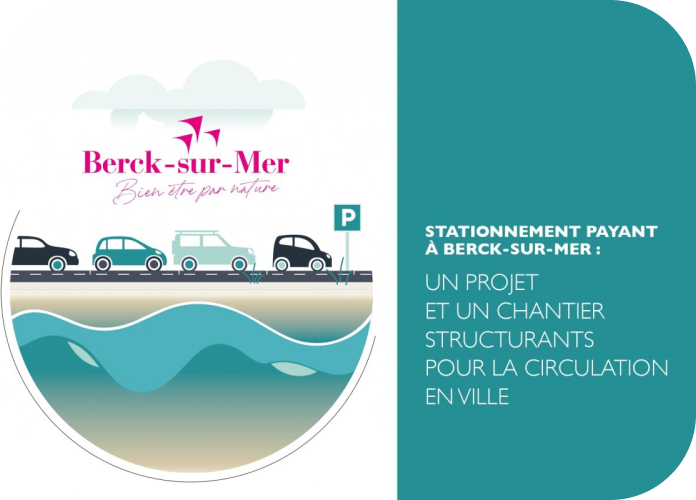 Berck-sur-Mer
Bien être par nature
P
STATIONNEMENT PAYANT
À BERCK-SUR-MER :
UN PROJET
ET UN CHANTIER
STRUCTURANTS
POUR LA CIRCULATION
EN VILLE